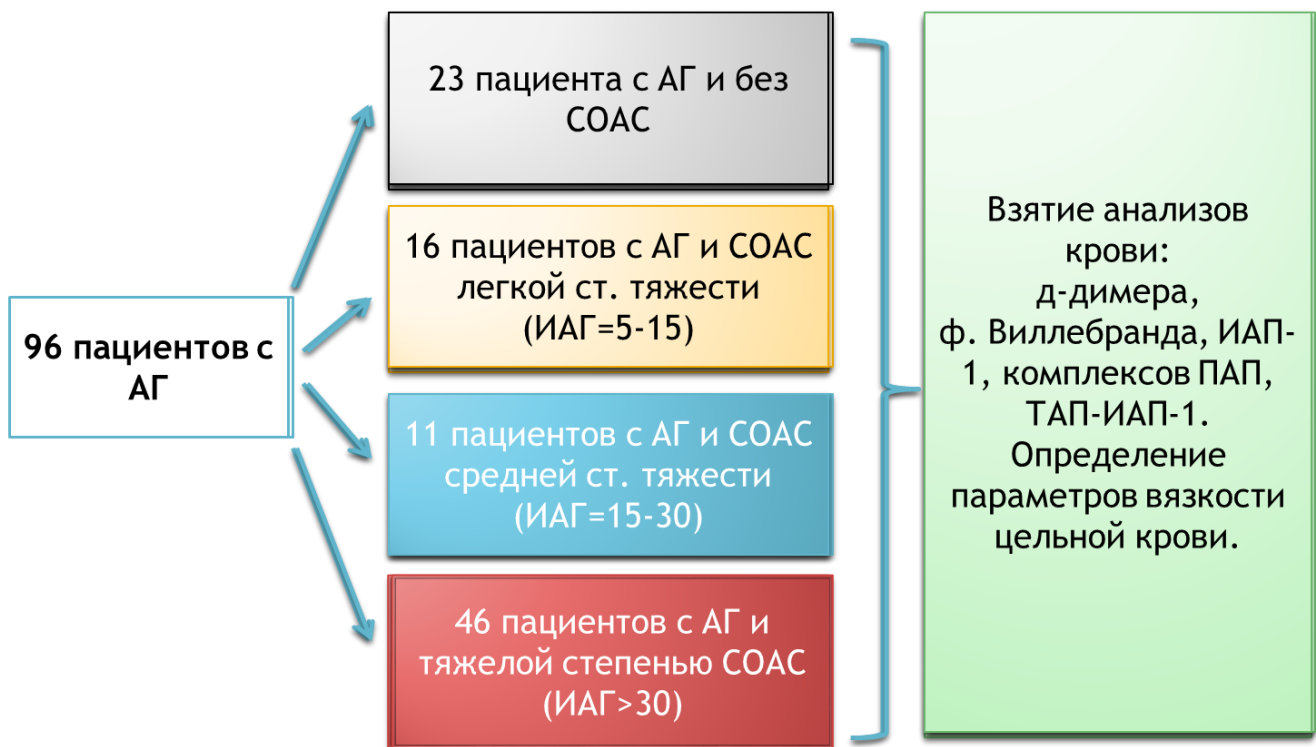 96 пациентов с
АГ
23 пациента с АГ и без
СОАС
16 пациентов с АГ и СОАС
легкой ст. тяжести
(ИАГ=5-15)
11 пациентов с АГ и СОАС
средней ст. тяжести
(ИАГ=15-30)
46 пациентов с АГ и
тяжелой степенью СОАС
(ИАГ>30)
Взятие анализов
крови:
д-димера,
ф. Виллебранда, ИАП-
1, комплексов ПАП,
ТАП-ИАП-1.
Определение
параметров вязкости
цельной крови.